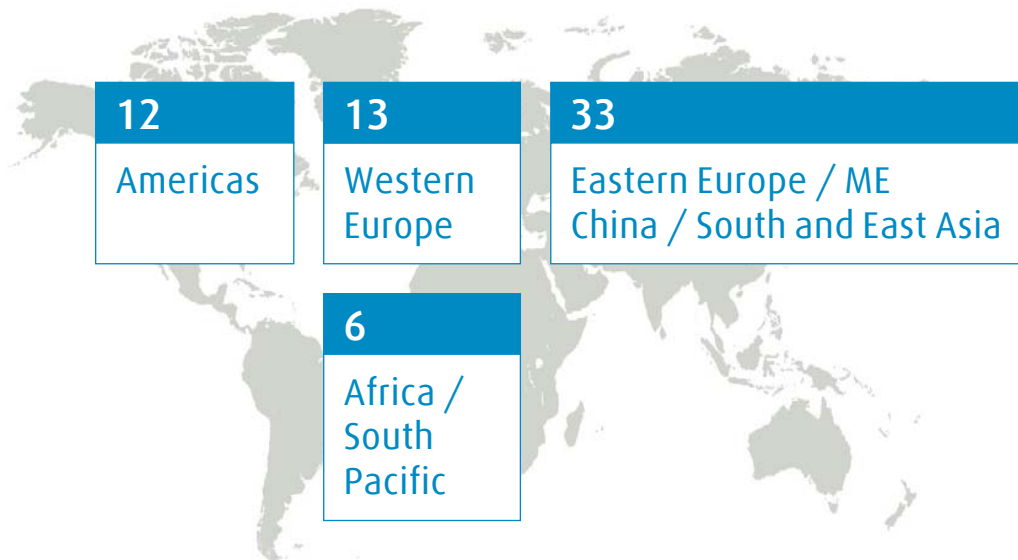 12
Americas
13
Western
Europe
33
Eastern Europe / ME
China / South and East Asia
6
Africa /
South
Pacific